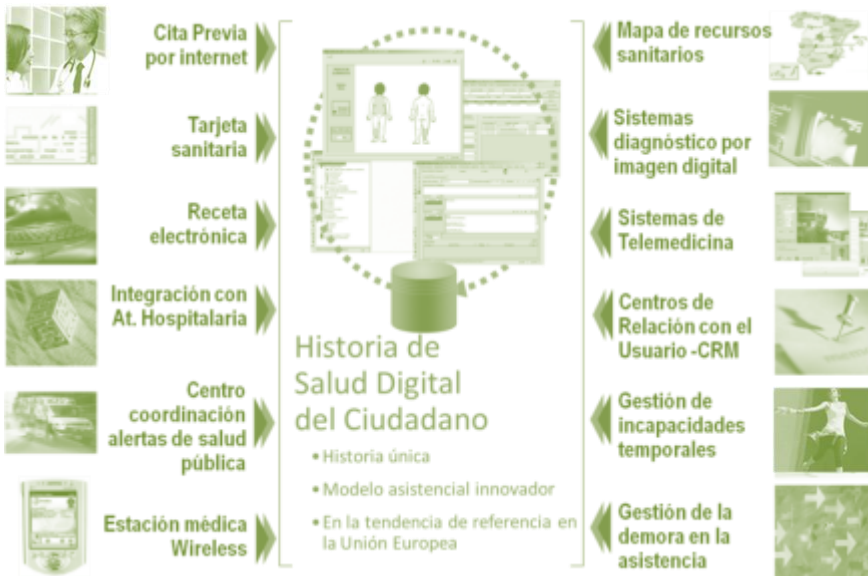 Cita Previa
por internet
Tarjeta
sanitaria
Receta
electrónica
Integración con
At. Hospitalaria
Centro
coordinación
alertas de salud
pública
Estación médica
Wireless
Historia de
Salud Digital
del Ciudadano
• Historia única
• Modelo asistencial innovador
• En la tendencia de referencia en
la Unión Europea
Mapa de recursos
sanitarios
Sistemas
diagnóstico por
imagen digital
Sistemas de
Telemedicina
Centros de
Relación con el
Usuario -CRM
Gestión de
incapacidades
temporales
Gestión de la
demora en la
asistencia